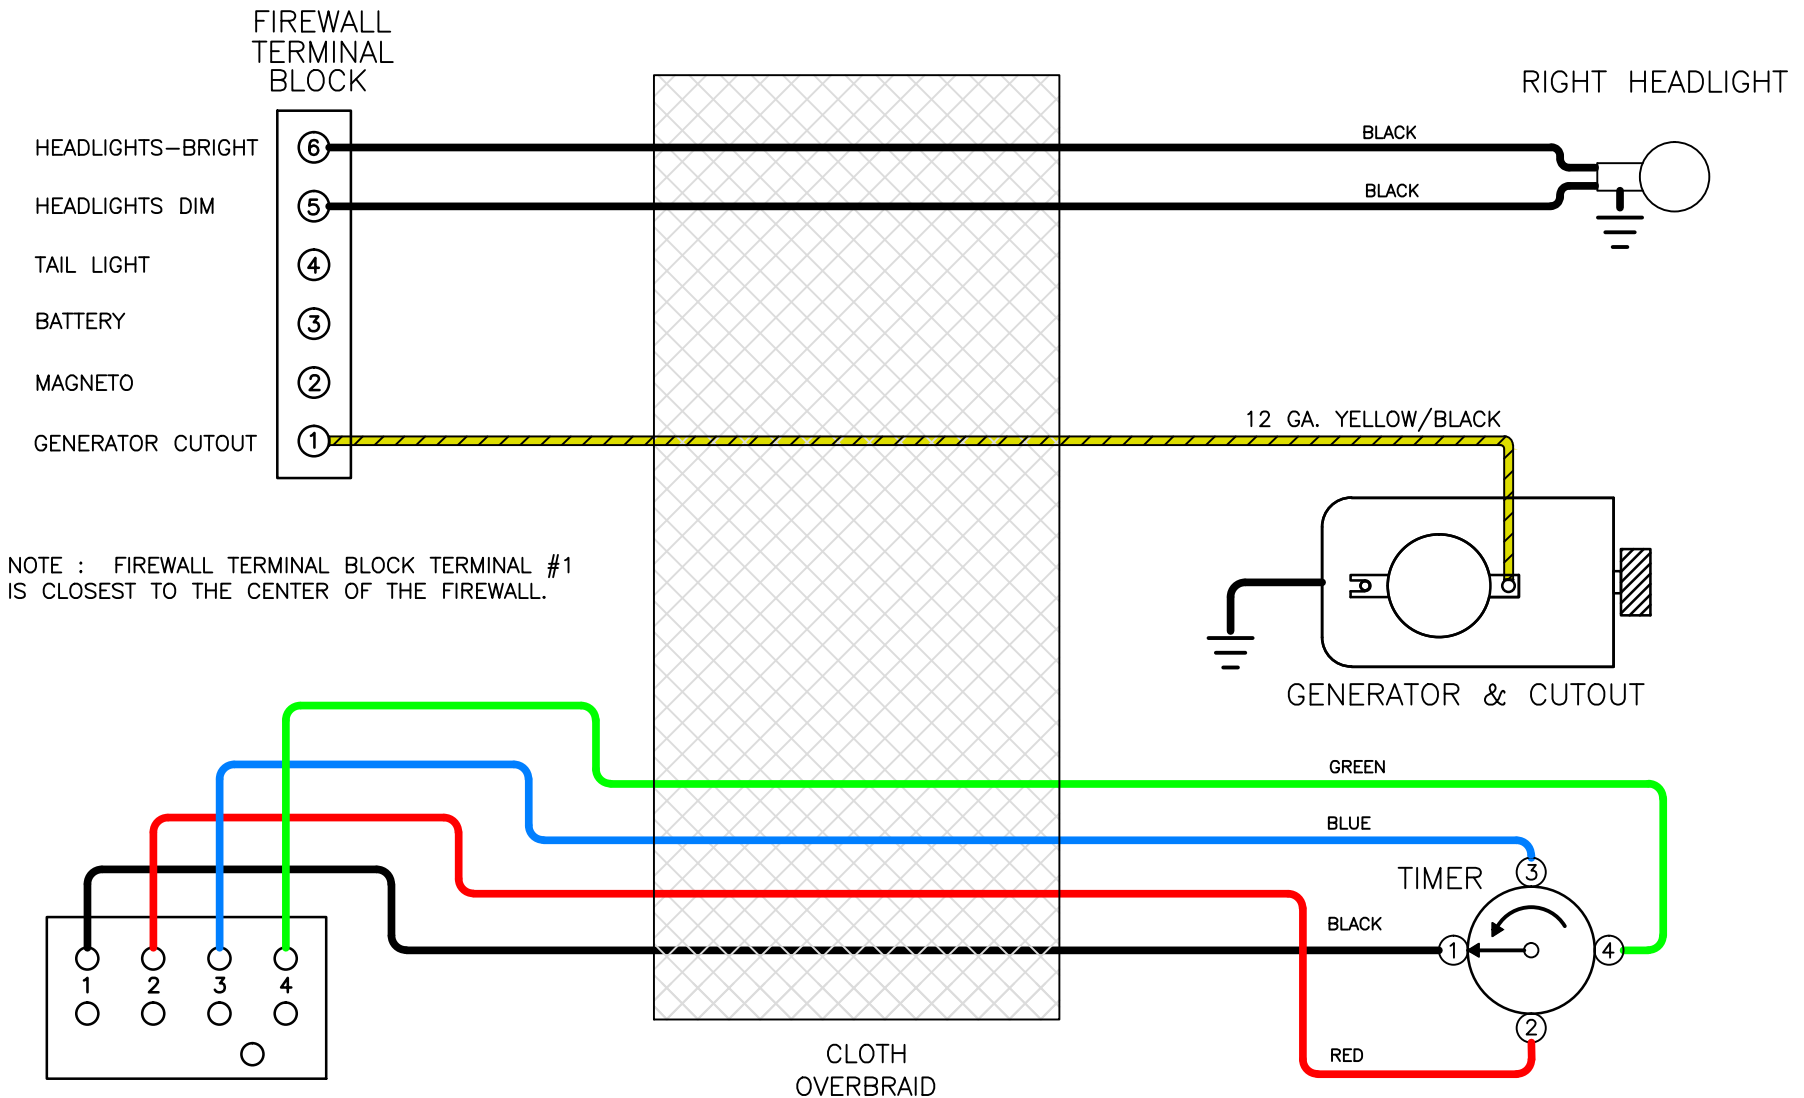 FIREWALL
TERMINAL
BLOCK
RIGHT HEADLIGHT
HEADLIGHTS-BRIGHT 6 BLACK
HEADLIGHTS DIM 5 BLACK
TAIL LIGHT 4
BATTERY 3
MAGNETO 2
GENERATOR CUTOUT 1
12 GA. YELLOW/BLACK
NOTE : FIREWALL TERMINAL BLOCK TERMINAL #1
IS CLOSEST TO THE CENTER OF THE FIREWALL.
GENERATOR & CUTOUT
GREEN
BLUE
TIMER
3
BLACK
1
4
1 2 3 4
2
RED
CLOTH
OVERBRAID